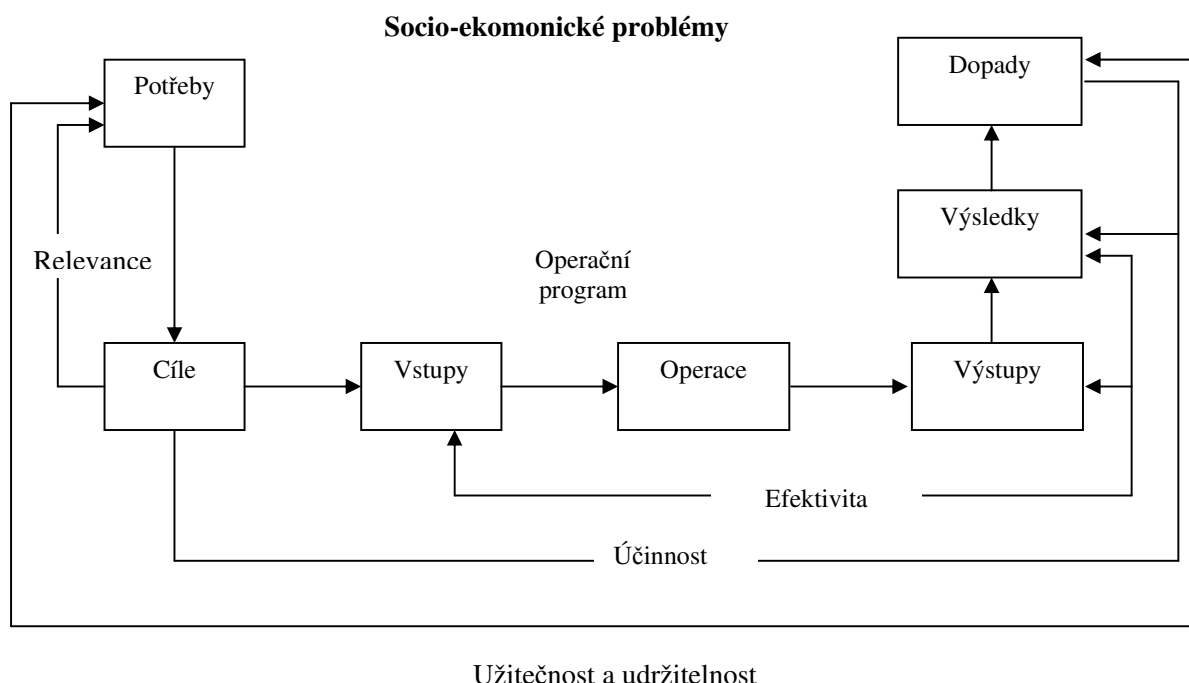 Socio-ekomonické problémy
Potřeby
Dopady
Výsledky
Relevance
Operační
program
Cíle
Vstupy
Operace
Výstupy
Efektivita
Účinnost
Užitečnost a udržitelnost